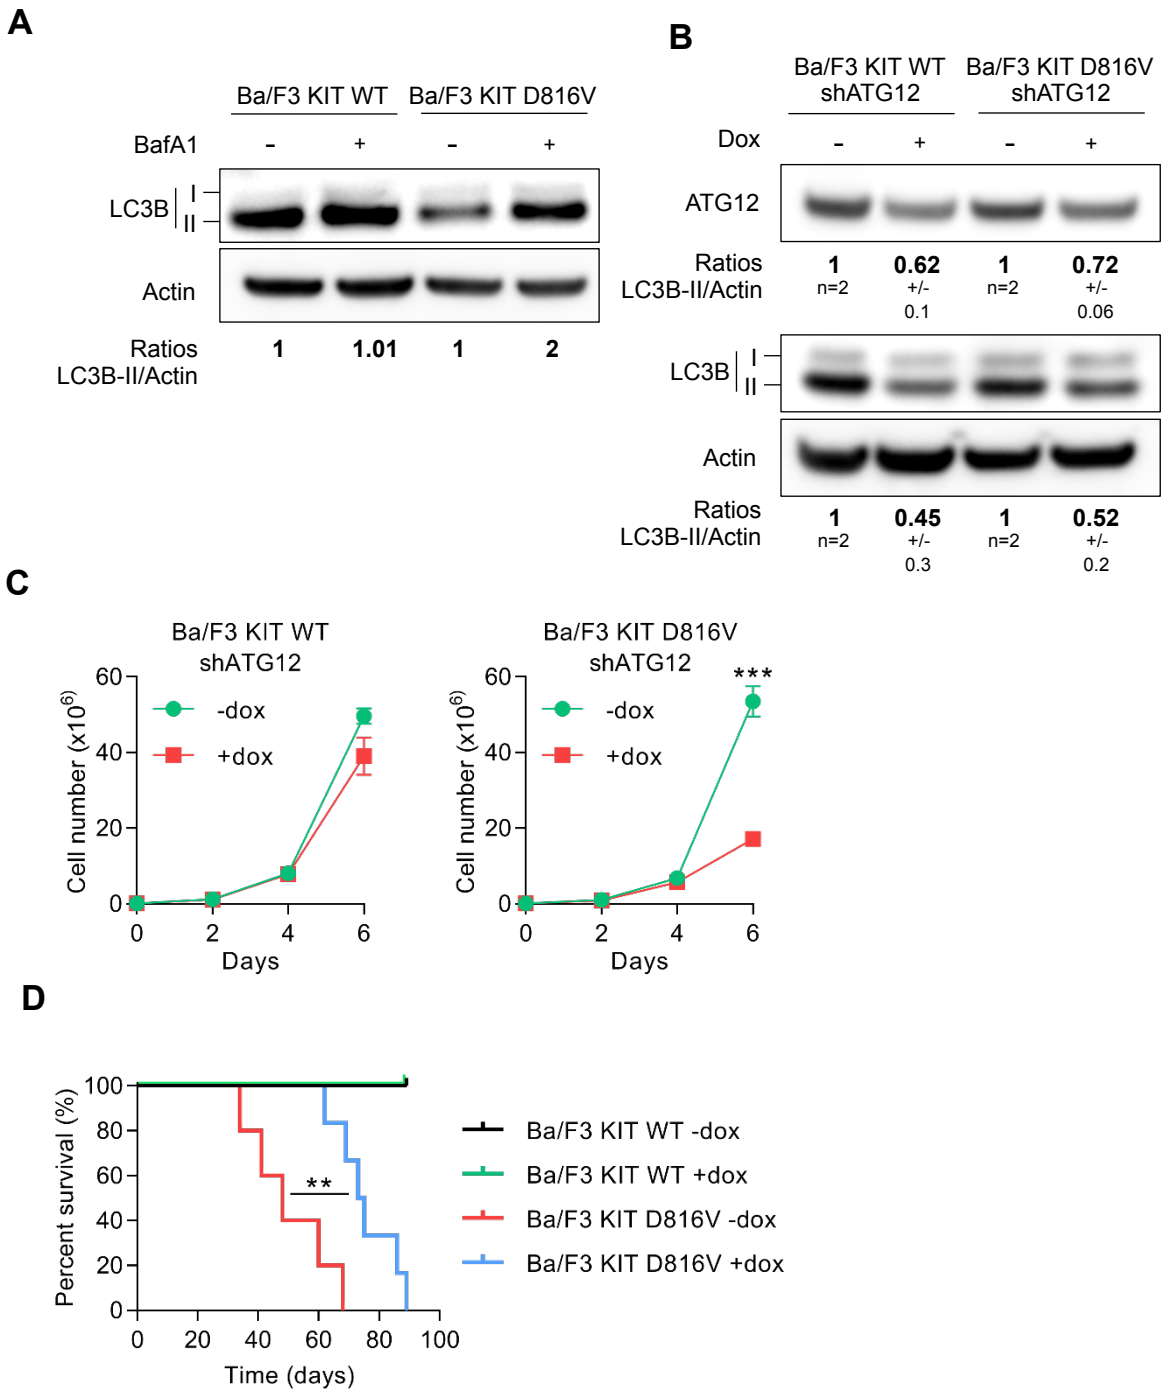 A
Ba/F3 KIT WT Ba/F3 KIT D816V
BafA1 - + - +
LC3B I
II
Actin
Ratios 1 1.01 1 2
LC3B-II/Actin
B
Ba/F3 KIT WT Ba/F3 KIT D816V
shATG12 shATG12
Dox - + - +
ATG12
Ratios 1 0.62 1 0.72
LC3B-II/Actin n=2 +/- n=2 +/-
0.1 0.06
LC3B I
II
Actin
Ratios 1 0.45 1 0.52
LC3B-II/Actin n=2 +/- n=2 +/-
0.3 0.2
C
Ba/F3 KIT WT
shATG12
Cell number (x10⁶⁾
60
40
20
0
-dox
+dox
0 2 4 6
Days
Ba/F3 KIT D816V
shATG12
Cell number (x10⁶⁾
60
40
20
0
-dox
+dox
***
0 2 4 6
Days
D
Percent survival (%)
100
80
60
40
20
0
**
0 20 40 60 80 100
Time (days)
Ba/F3 KIT WT -dox
Ba/F3 KIT WT +dox
Ba/F3 KIT D816V -dox
Ba/F3 KIT D816V +dox